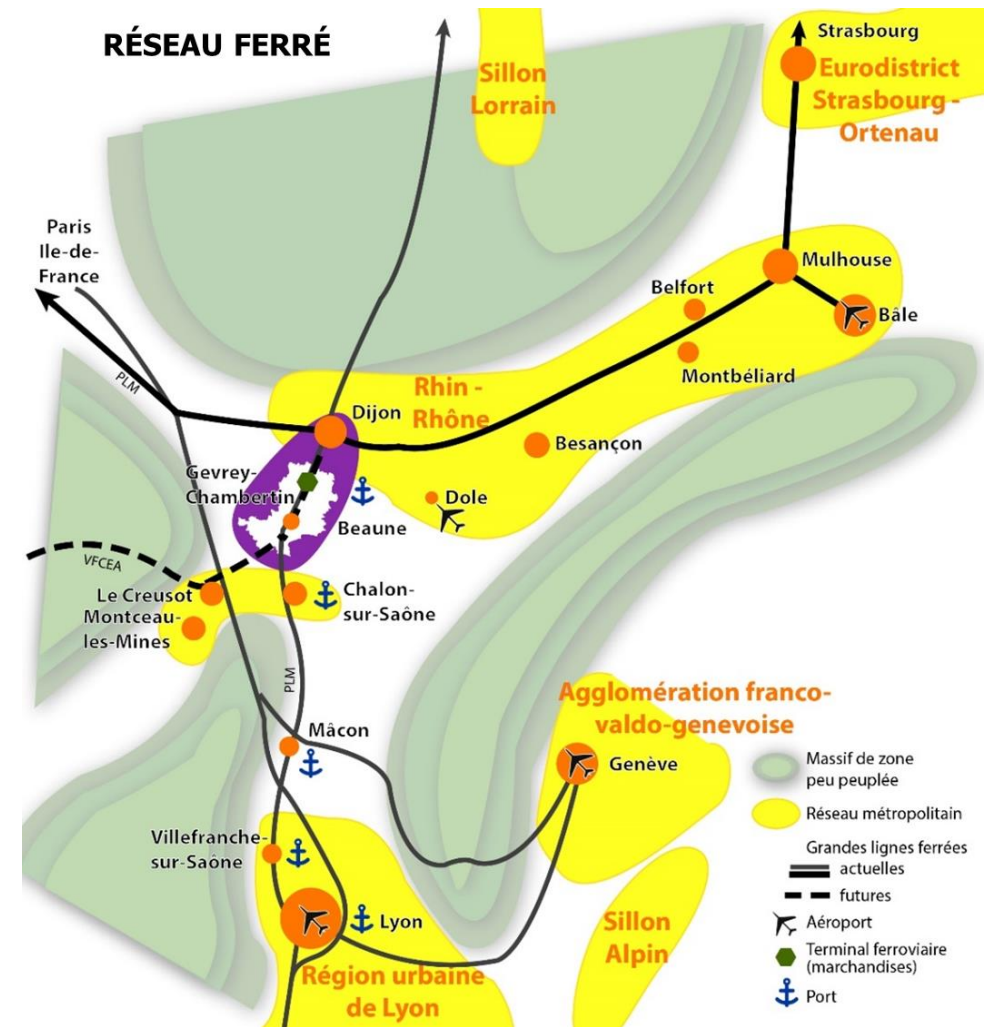 RÉSEAU FERRÉ
Sillon
Lorrain
Strasbourg
Eurodistrict
Strasbourg -
Ortenau
Paris
Ile-de-
France
PLM
Mulhouse
Belfort
Bâle
Montbéliard
Rhin -
Rhône
Dijon
Besançon
Gevrey-
Chambertin
Dole
Beaune
VFCEA
Le Creusot
Montceau-
les-Mines
Chalon-
sur-Saône
PLM
Mâcon
Agglomération franco-
valdo-genevoise
Genève
Villefranche-
sur-Saône
Lyon
Région urbaine
de Lyon
Sillon
Alpin
Massif de zone
peu peuplée
Réseau métropolitain
Grandes lignes ferrées
actuelles
futures
Aéroport
Terminal ferroviaire
(marchandises)
Port